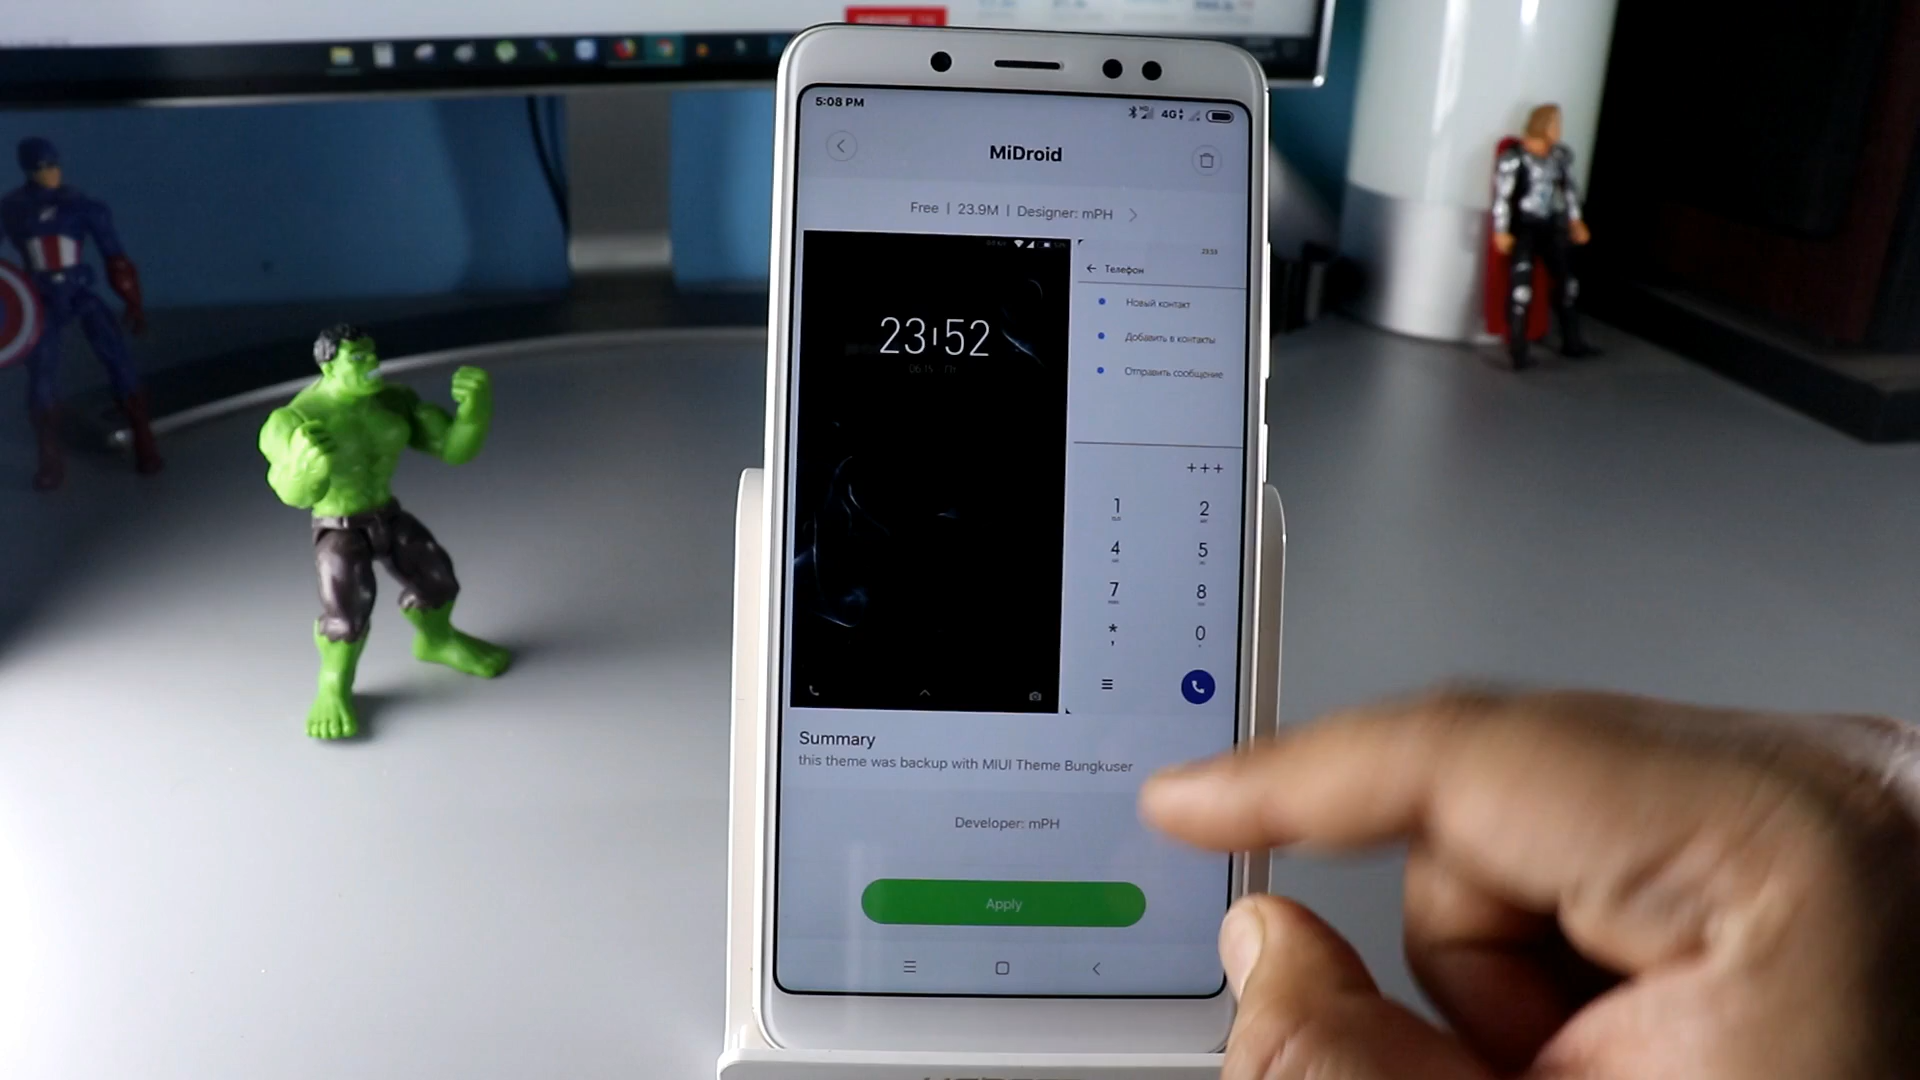 5:08 PM
4G
MiDroid
Free | 23.9M | Designer: mPH
23:52
Телефон
Новый контакт
Добавить в контакты
Отправить сообщение
+++
1 2
4 5
7 8
* 0
Summary
this theme was backup with MIUI Theme Bungkuser
Developer: mPH
Apply